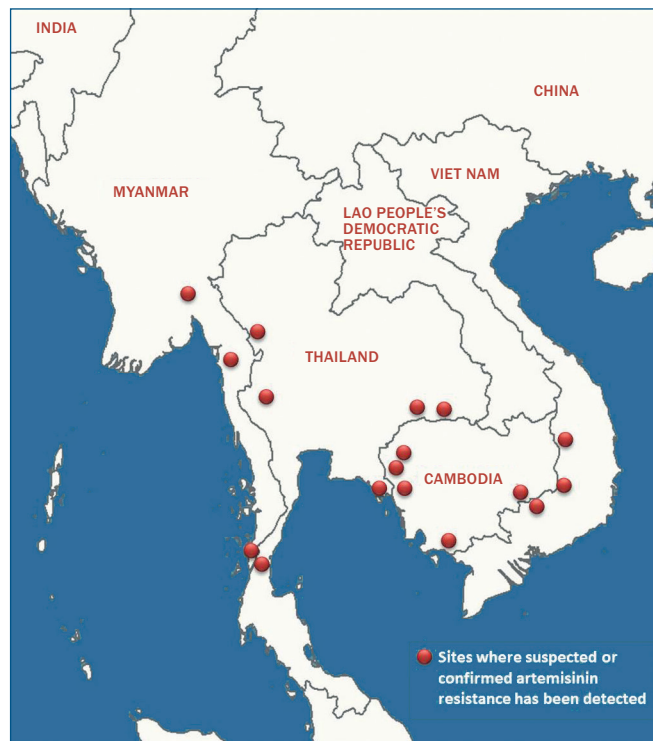 INDIA
CHINA
VIET NAM
MYANMAR
LAO PEOPLE'S
DEMOCRATIC
REPUBLIC
THAILAND
CAMBODIA
Sites where suspected or
confirmed artemisinin
resistance has been detected